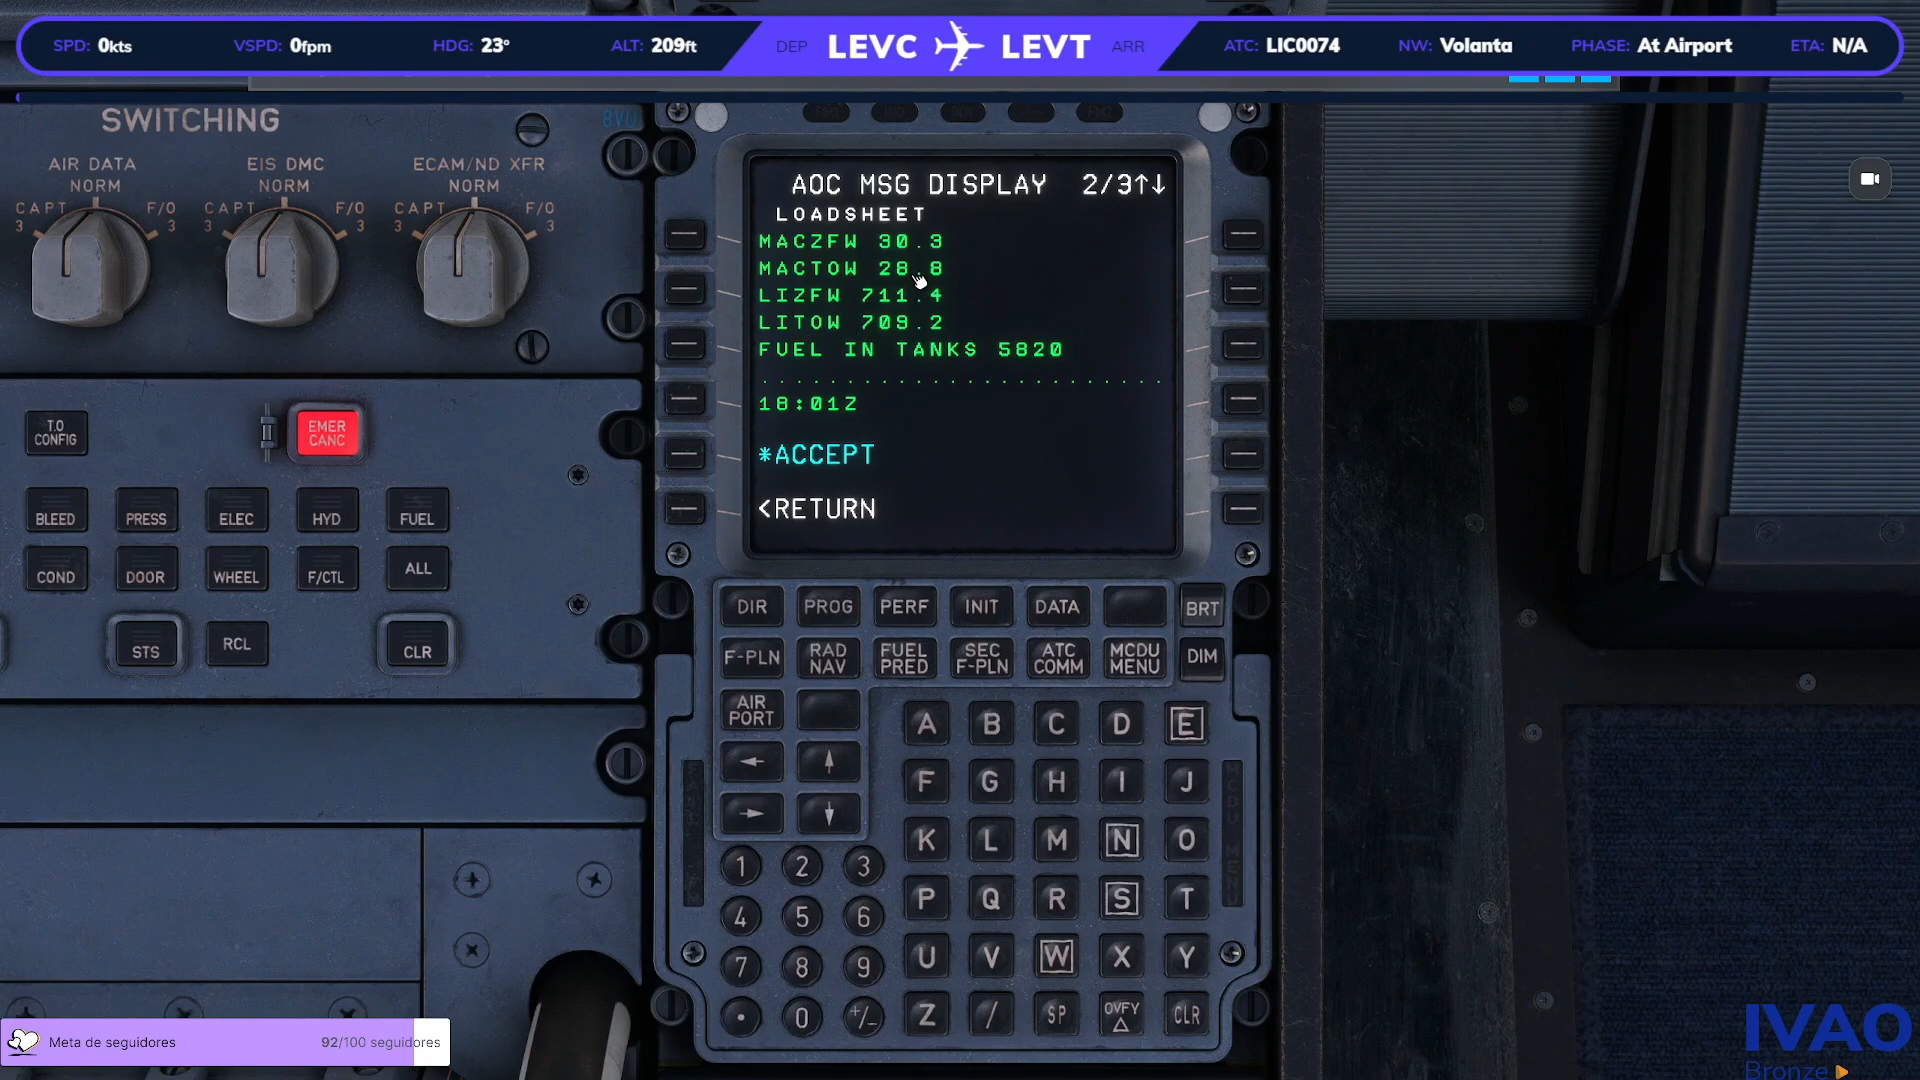 SPD: 0kts
VSPD: 0fpm
HDG: 23°
ALT: 209ft
DEP LEVC LEVT ARR
ATC: LIC0074
NW: Volanta
PHASE: At Airport
ETA: N/A
SWITCHING
8VU
AIR DATA
NORM
CAPT F/O
3 3
EIS DMC
NORM
CAPT F/O
3 3
ECAM/ND XFR
NORM
CAPT F/O
3 3
T.O
CONFIG
EMER
CANC
BLEED PRESS ELEC HYD FUEL
COND DOOR WHEEL F/CTL ALL
STS RCL CLR
AOC MSG DISPLAY 2/3↑↓
LOADSHEET
MACZFW 30.3
MACTOW 28.8
LIZFW 711.4
LITOW 709.2
FUEL IN TANKS 5820
........................
18:01Z
*ACCEPT
<RETURN
DIR PROG PERF INIT DATA BRT
F-PLN RAD NAV FUEL PRED SEC F-PLN ATC COMM MCDU MENU DIM
AIR
PORT
← ↑
→ ↓
A B C D E
F G H I J
K L M N O
P Q R S T
U V W X Y
Z / SP OVFY △ CLR
1 2 3
4 5 6
7 8 9
. 0 +/-
Meta de seguidores 92/100 seguidores
IVAO
Bronze